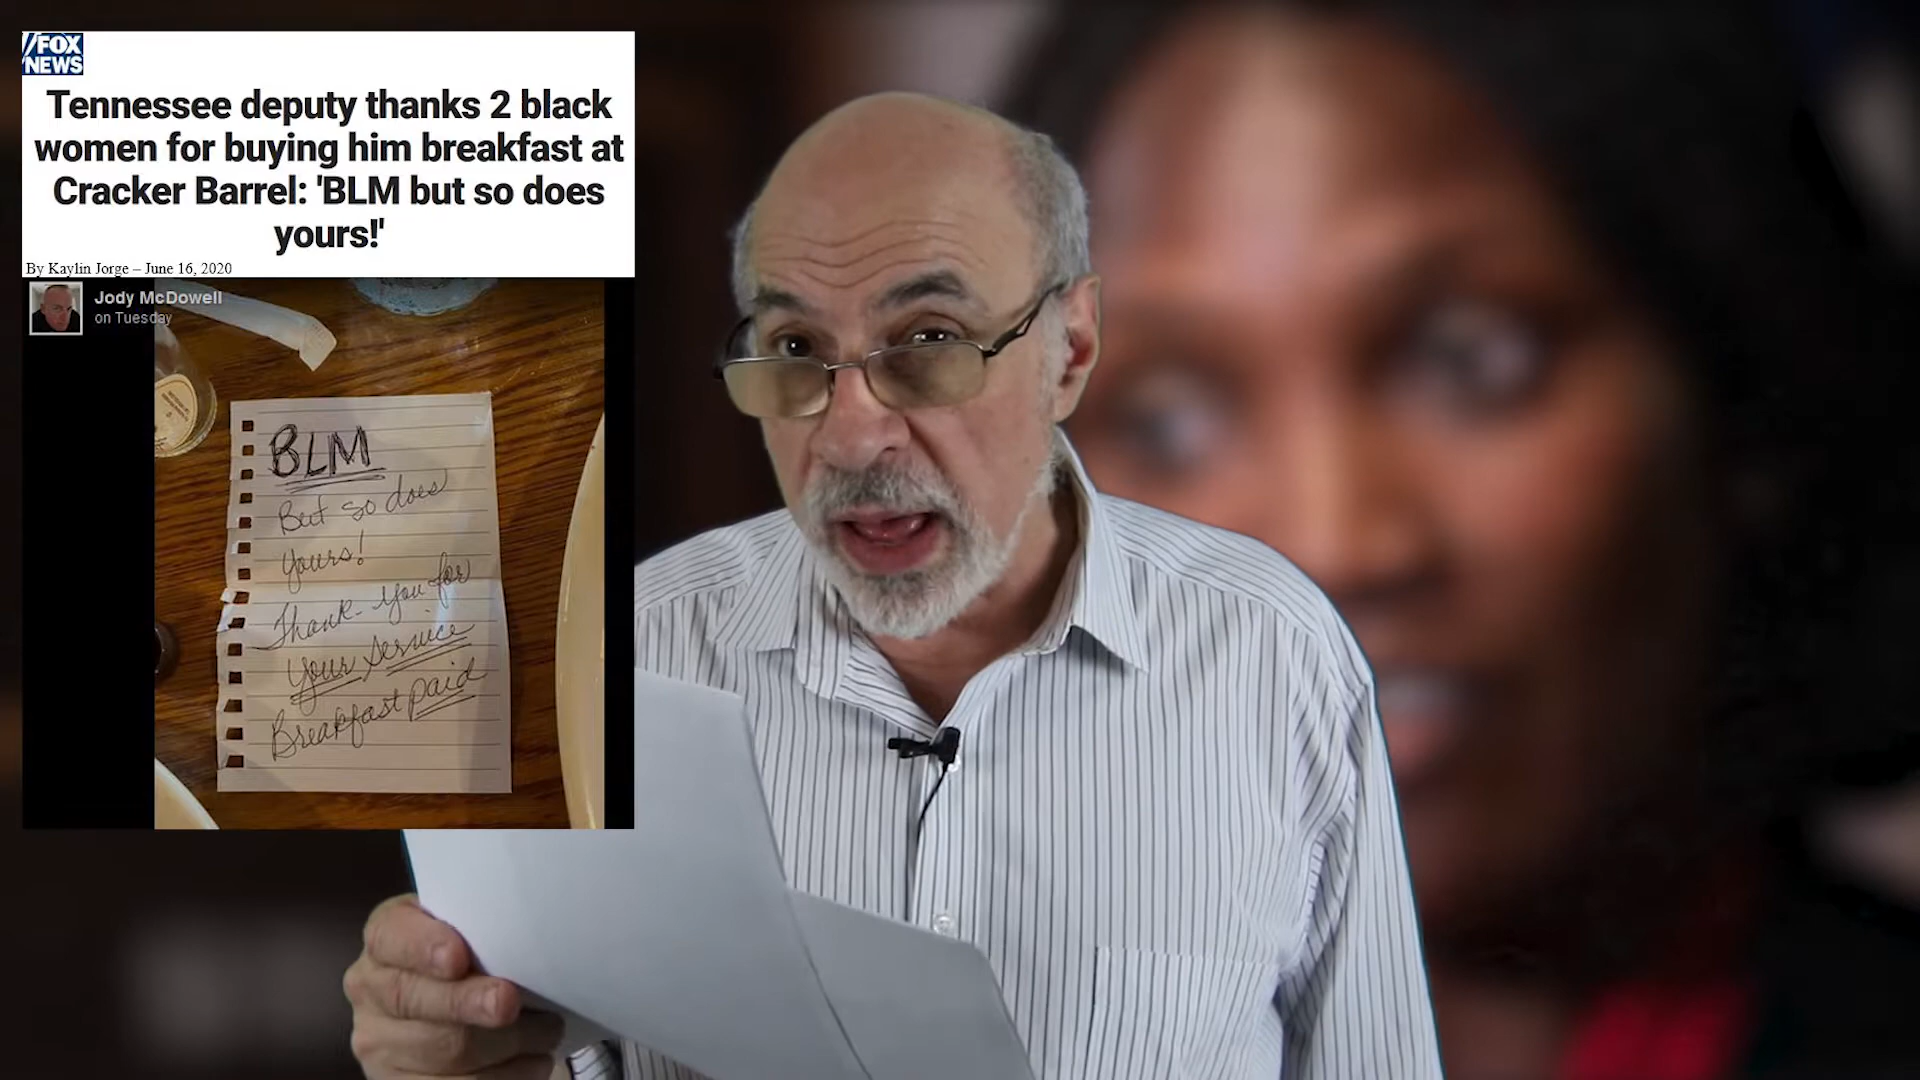 FOX
NEWS
Tennessee deputy thanks 2 black
women for buying him breakfast at
Cracker Barrel: 'BLM but so does
yours!'
By Kaylin Jorge – June 16, 2020
Jody McDowell
on Tuesday
BLM
But so does
yours!
Thank-you for
your service
Breakfast paid